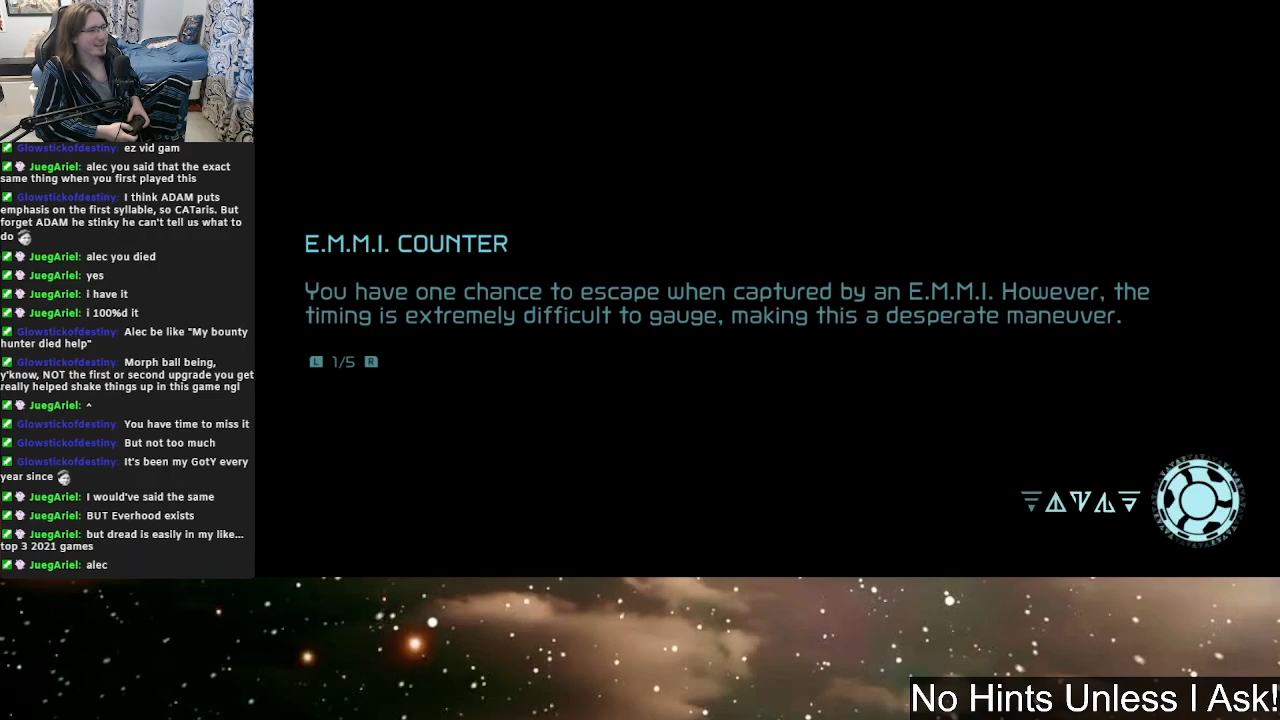 Glowstickofdestiny: ez vid gam
JuegAriel: alec you said that the exact
same thing when you first played this
Glowstickofdestiny: I think ADAM puts
emphasis on the first syllable, so CATaris. But
forget ADAM he stinky he can't tell us what to
do
JuegAriel: alec you died
JuegAriel: yes
JuegAriel: i have it
JuegAriel: i 100%d it
Glowstickofdestiny: Alec be like "My bounty
hunter died help"
Glowstickofdestiny: Morph ball being,
y'know, NOT the first or second upgrade you get
really helped shake things up in this game ngl
JuegAriel: ^
Glowstickofdestiny: You have time to miss it
Glowstickofdestiny: But not too much
Glowstickofdestiny: It's been my GotY every
year since
JuegAriel: I would've said the same
JuegAriel: BUT Everhood exists
JuegAriel: but dread is easily in my like...
top 3 2021 games
JuegAriel: alec
E.M.M.I. COUNTER
You have one chance to escape when captured by an E.M.M.I. However, the
timing is extremely difficult to gauge, making this a desperate maneuver.
L 1/5 R
No Hints Unless I Ask!